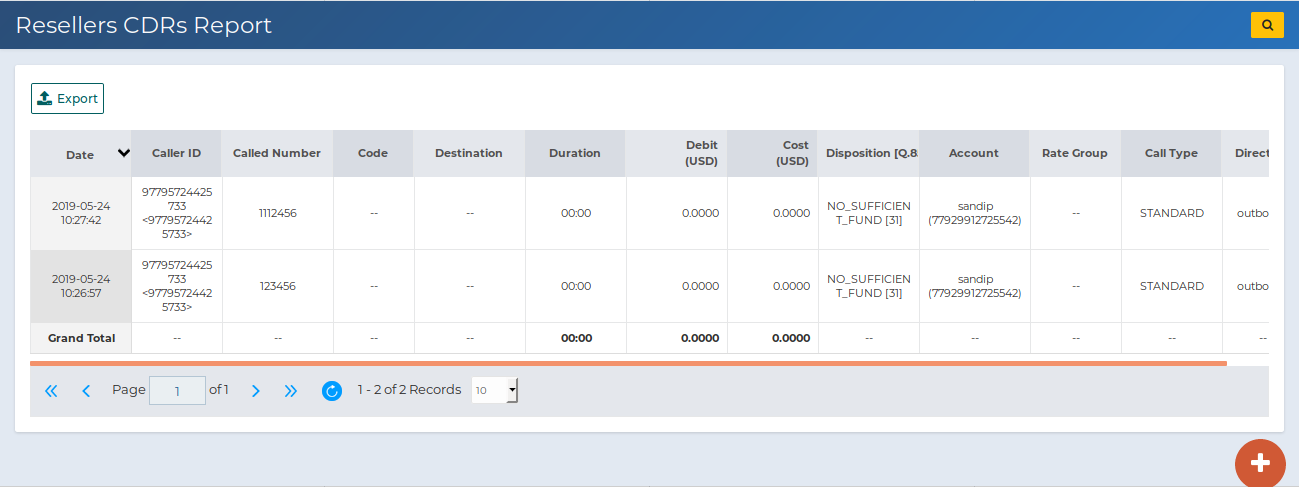 Resellers CDRs Report
Export
Date Caller ID Called Number Code Destination Duration Debit (USD) Cost (USD) Disposition [Q.8 Account Rate Group Call Type Direct
2019-05-24 10:27:42 97795724425733 <97795724425733> 1112456 -- -- 00:00 0.0000 0.0000 NO_SUFFICIENT_FUND [31] sandip (77929912725542) -- STANDARD outbo
2019-05-24 10:26:57 97795724425733 <97795724425733> 123456 -- -- 00:00 0.0000 0.0000 NO_SUFFICIENT_FUND [31] sandip (77929912725542) -- STANDARD outbo
Grand Total -- -- -- -- 00:00 0.0000 0.0000 -- -- -- -- --
Page 1 of 1 1 - 2 of 2 Records 10